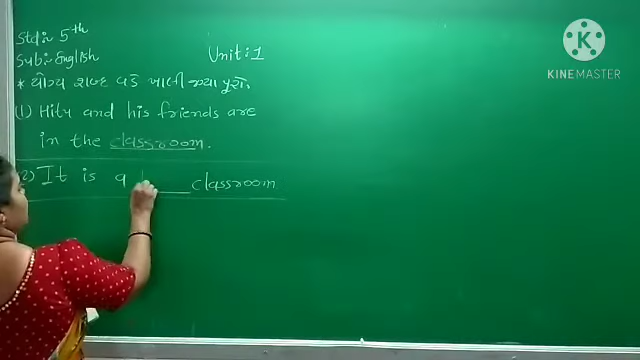 Std:- 5th
Sub:- English
Unit:1
* યોગ્ય શબ્દ વડે ખાલી જગ્યા પૂરો.
(1) Hitu and his friends are
in the classroom.
(2) It is a ___ classroom
KINEMASTER